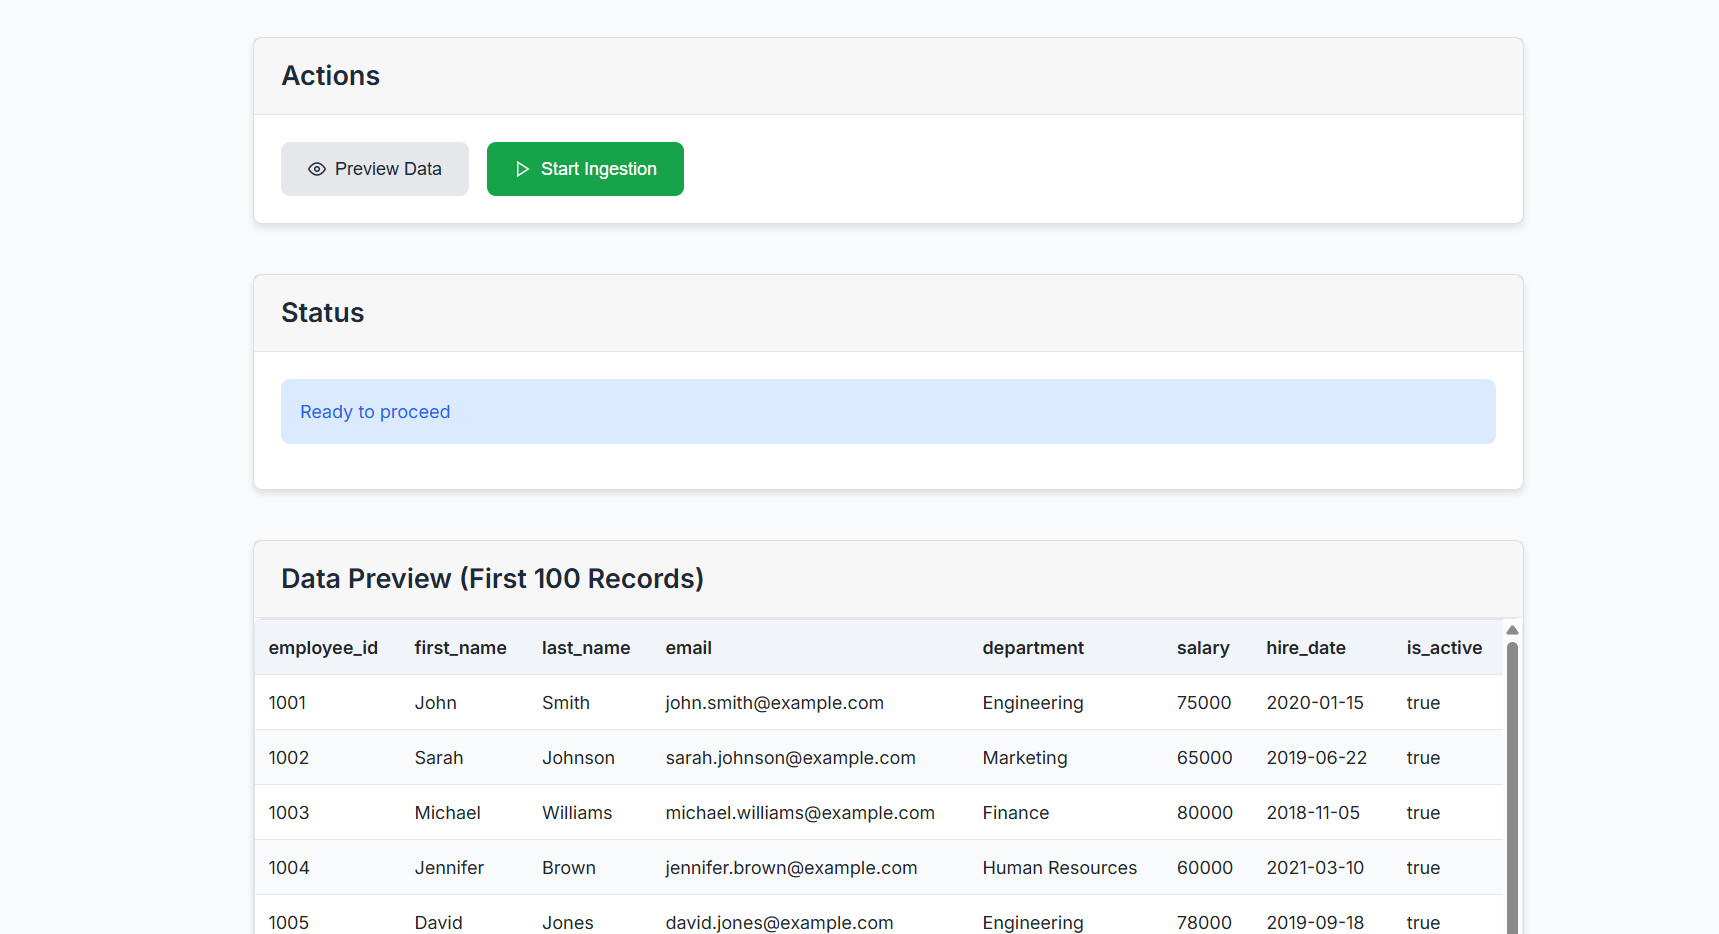 Actions
Preview Data Start Ingestion
Status
Ready to proceed
Data Preview (First 100 Records)
employee_id first_name last_name email department salary hire_date is_active
1001 John Smith john.smith@example.com Engineering 75000 2020-01-15 true
1002 Sarah Johnson sarah.johnson@example.com Marketing 65000 2019-06-22 true
1003 Michael Williams michael.williams@example.com Finance 80000 2018-11-05 true
1004 Jennifer Brown jennifer.brown@example.com Human Resources 60000 2021-03-10 true
1005 David Jones david.jones@example.com Engineering 78000 2019-09-18 true